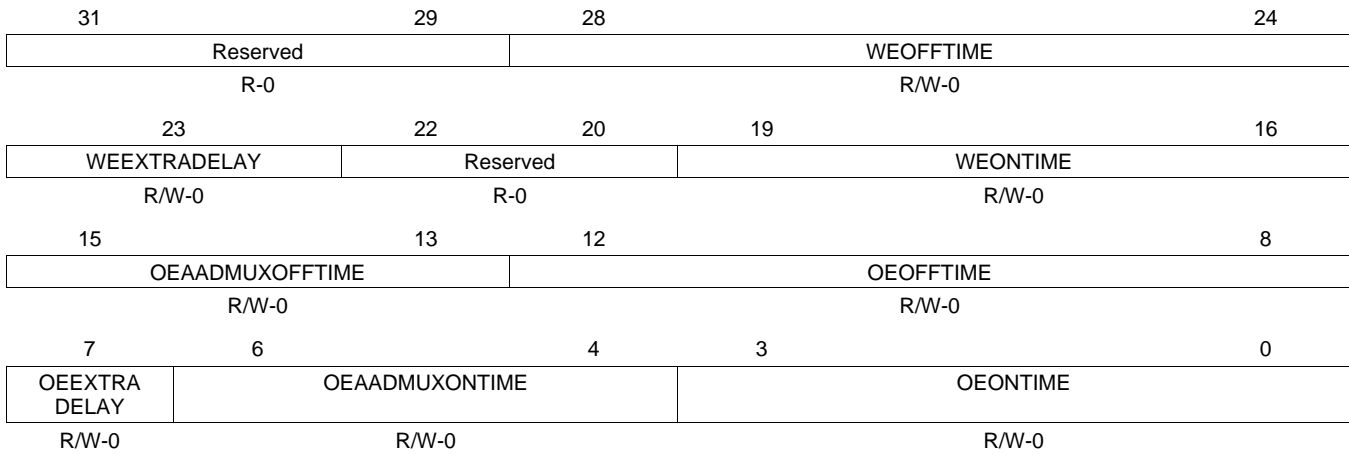 31 29 28 24
Reserved WEOFFTIME
R-0 R/W-0
23 22 20 19 16
WEEXTRADELAY Reserved WEONTIME
R/W-0 R-0 R/W-0
15 13 12 8
OEAADMUXOFFTIME OEOFFTIME
R/W-0 R/W-0
7 6 4 3 0
OEEXTRA OEAADMUXONTIME OEONTIME
DELAY
R/W-0 R/W-0 R/W-0